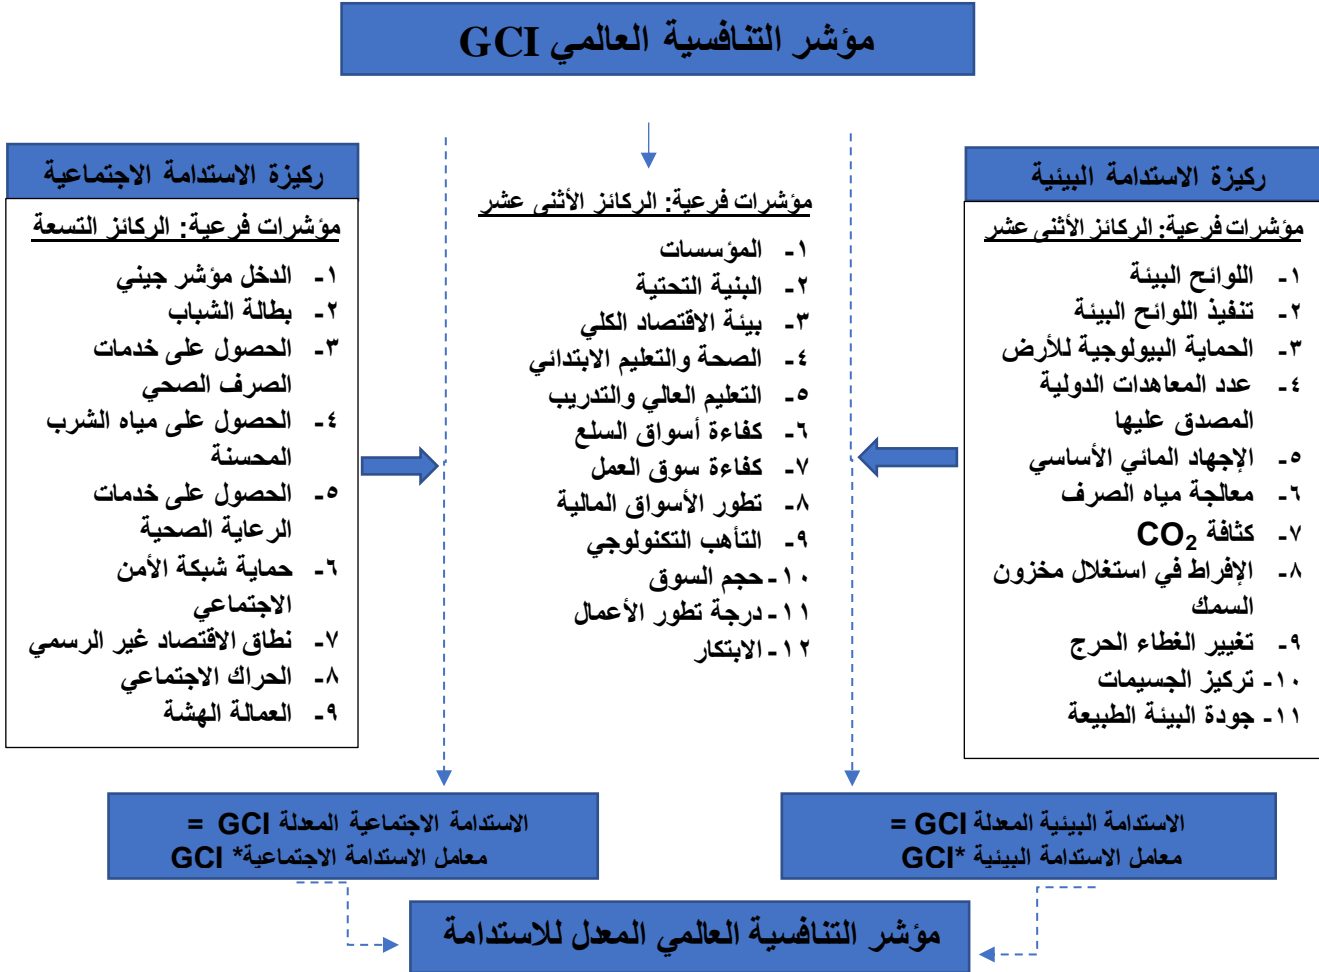 مؤشر التنافسية العالمي GCI
ركيزة الاستدامة البيئية
مؤشرات فرعية: الركائز الأثنى عشر
١- اللوائح البيئة
٢- تنفيذ اللوائح البيئة
٣- الحماية البيولوجية للأرض
٤- عدد المعاهدات الدولية
المصدق عليها
٥- الإجهاد المائي الأساسي
٦- معالجة مياه الصرف
٧- كثافة CO₂
٨- الإفراط في استغلال مخزون
السمك
٩- تغيير الغطاء الحرج
١٠- تركيز الجسيمات
١١- جودة البيئة الطبيعة
مؤشرات فرعية: الركائز الأثنى عشر
١- المؤسسات
٢- البنية التحتية
٣- بيئة الاقتصاد الكلي
٤- الصحة والتعليم الابتدائي
٥- التعليم العالي والتدريب
٦- كفاءة أسواق السلع
٧- كفاءة سوق العمل
٨- تطور الأسواق المالية
٩- التأهب التكنولوجي
١٠- حجم السوق
١١- درجة تطور الأعمال
١٢- الابتكار
ركيزة الاستدامة الاجتماعية
مؤشرات فرعية: الركائز التسعة
١- الدخل مؤشر جيني
٢- بطالة الشباب
٣- الحصول على خدمات
الصرف الصحي
٤- الحصول على مياه الشرب
المحسنة
٥- الحصول على خدمات
الرعاية الصحية
٦- حماية شبكة الأمن
الاجتماعي
٧- نطاق الاقتصاد غير الرسمي
٨- الحراك الاجتماعي
٩- العمالة الهشة
الاستدامة البيئية المعدلة GCI =
معامل الاستدامة البيئية *GCI
الاستدامة الاجتماعية المعدلة GCI =
معامل الاستدامة الاجتماعية* GCI
مؤشر التنافسية العالمي المعدل للاستدامة